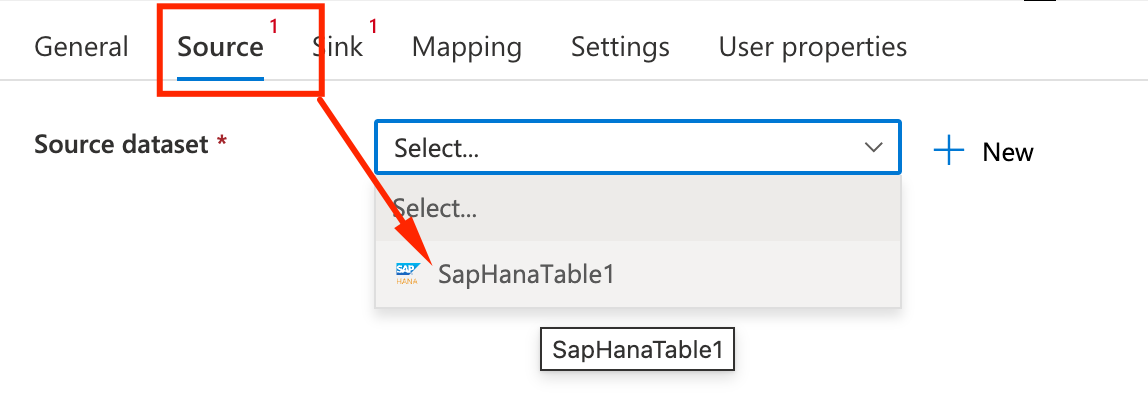 General Source 1 Sink 1 Mapping Settings User properties
Source dataset * Select... + New
Select...
SAP HANA SapHanaTable1
SapHanaTable1